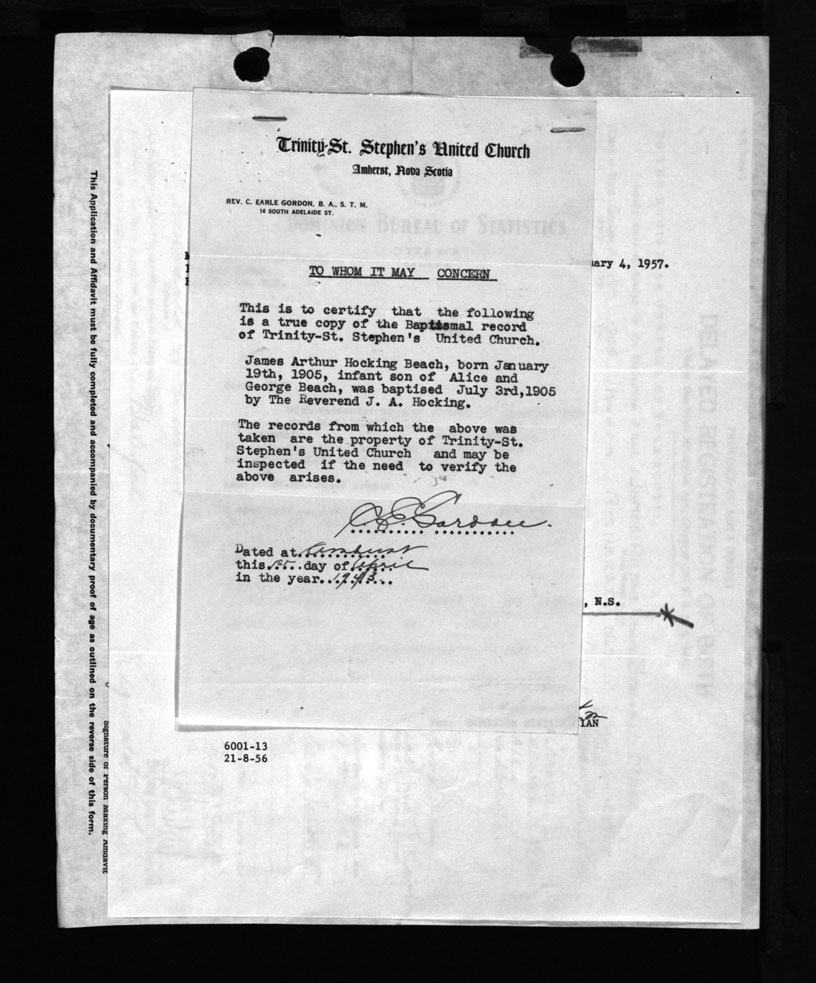 Trinity-St. Stephen's United Church
Amherst, Nova Scotia
REV. C. EARLE GORDON, B. A., S. T. M.
14 SOUTH ADELAIDE ST.
DOMINION BUREAU OF STATISTICS
OTTAWA
ary 4, 1957.
TO WHOM IT MAY CONCERN
This is to certify that the following
is a true copy of the Baptismal record
of Trinity-St. Stephen's United Church.
James Arthur Hocking Beach, born January
19th, 1905, infant son of Alice and
George Beach, was baptised July 3rd,1905
by The Reverend J. A. Hocking.
The records from which the above was
taken are the property of Trinity-St.
Stephen's United Church and may be
inspected if the need to verify the
above arises.
C. E. Gordon.
Dated at. Amherst
this 1st. day of April
in the year..
, N.S.
IAN
6001-13
21-8-56
This Application and Affidavit must be fully completed and accompanied by documentary proof of age as outlined on the reverse side of this form.
Signature of Person Making Affidavit